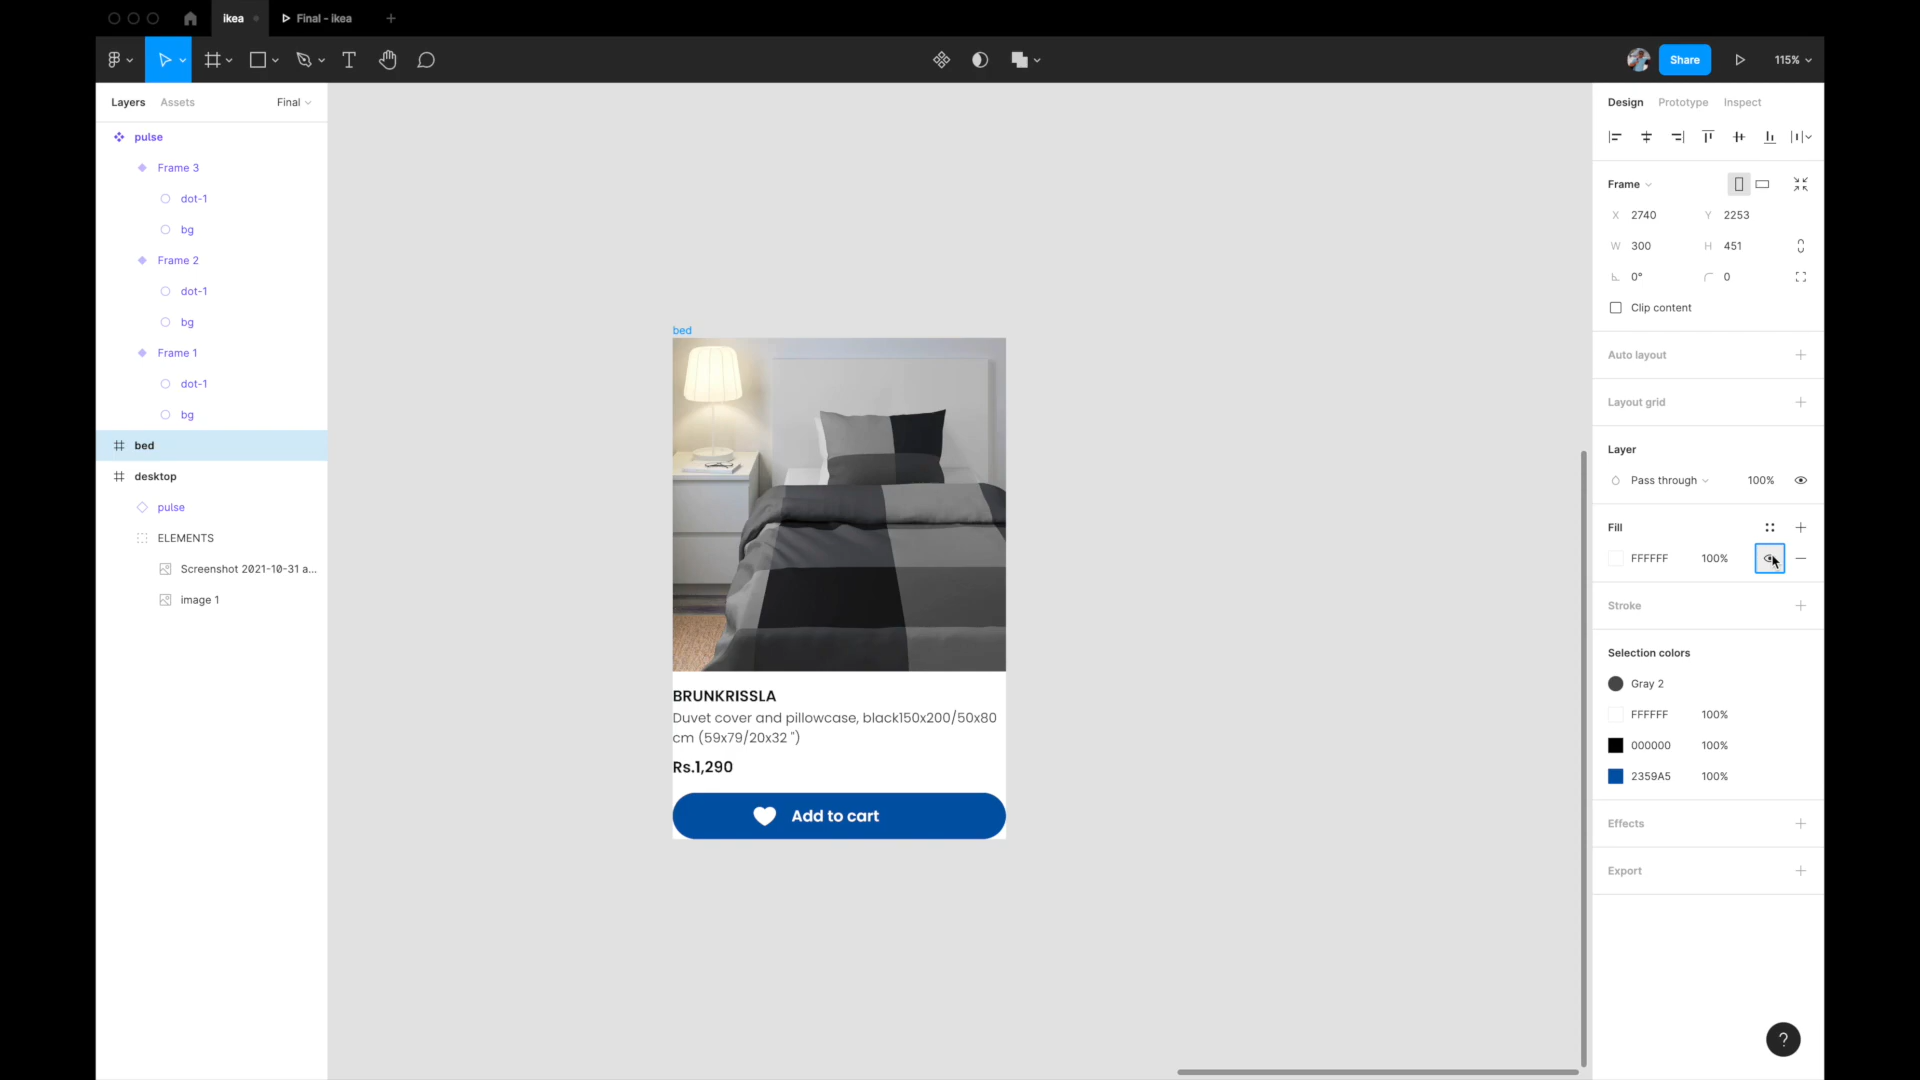 ikea
Final - ikea
Share
115%
Layers
Assets
Final
pulse
Frame 3
dot-1
bg
Frame 2
dot-1
bg
Frame 1
dot-1
bg
bed
desktop
pulse
ELEMENTS
Screenshot 2021-10-31 a...
image 1
bed
BRUNKRISSLA
Duvet cover and pillowcase, black150x200/50x80
cm (59x79/20x32 ")
Rs.1,290
Add to cart
Design
Prototype
Inspect
Frame
X 2740
Y 2253
W 300
H 451
0°
0
Clip content
Auto layout
Layout grid
Layer
Pass through
100%
Fill
FFFFFF 100%
Stroke
Selection colors
Gray 2
FFFFFF 100%
000000 100%
2359A5 100%
Effects
Export
?